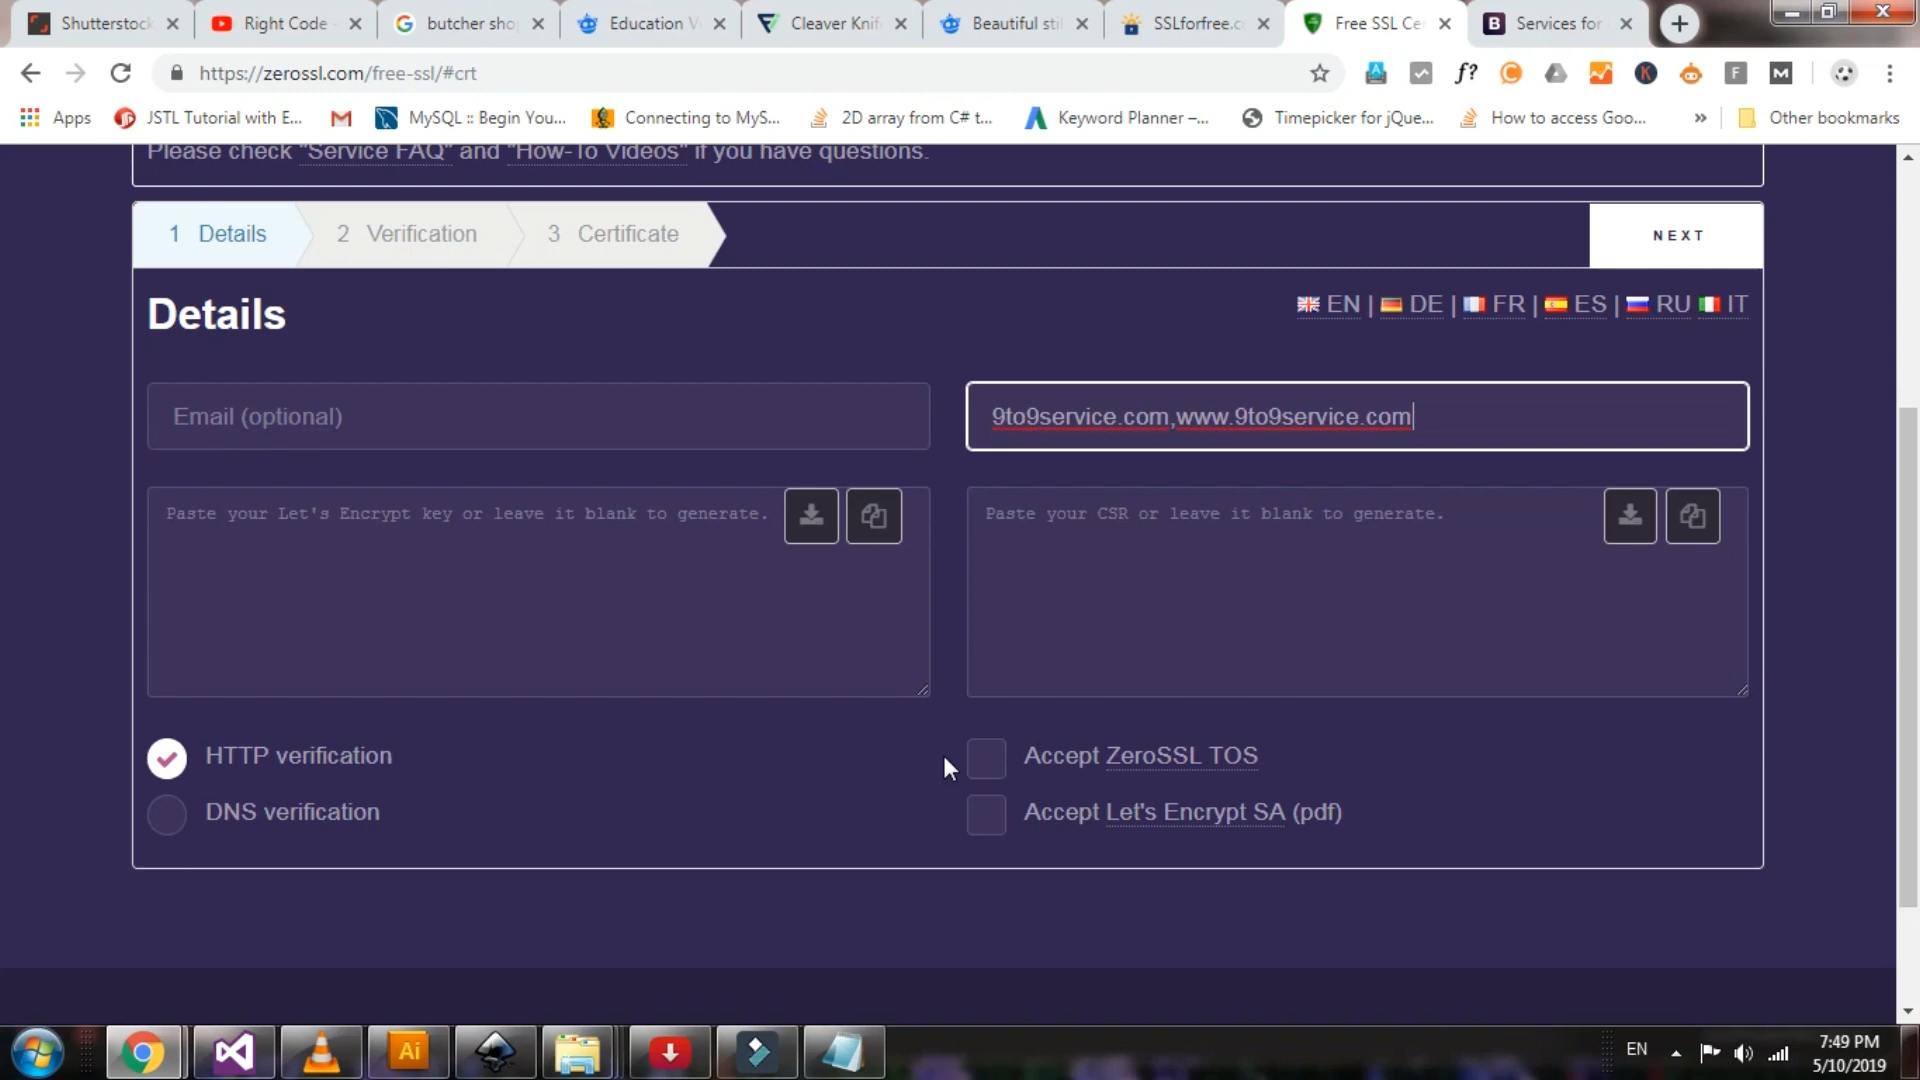 Shutterstock
Right Code
butcher sho
Education V
Cleaver Knif
Beautiful sti
SSLforfree.c
Free SSL Ce
Services for
https://zerossl.com/free-ssl/#crt
Apps
JSTL Tutorial with E...
MySQL :: Begin You...
Connecting to MyS...
2D array from C# t...
Keyword Planner –...
Timepicker for jQue...
How to access Goo...
»
Other bookmarks
Please check "Service FAQ" and "How-To Videos" if you have questions.
1 Details
2 Verification
3 Certificate
NEXT
Details
EN | DE | FR | ES | RU IT
Email (optional)
9to9service.com,www.9to9service.com
Paste your Let's Encrypt key or leave it blank to generate.
Paste your CSR or leave it blank to generate.
HTTP verification
Accept ZeroSSL TOS
DNS verification
Accept Let's Encrypt SA (pdf)
Ai
EN
7:49 PM
5/10/2019